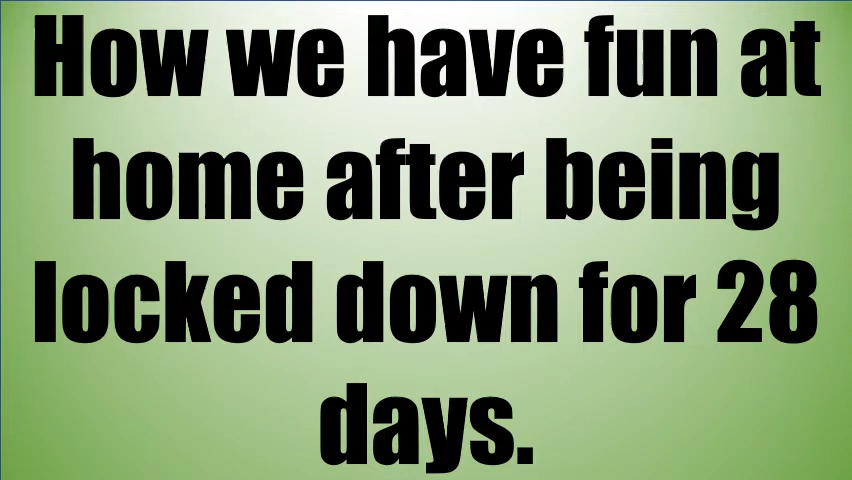 How we have fun at
home after being
locked down for 28
days.